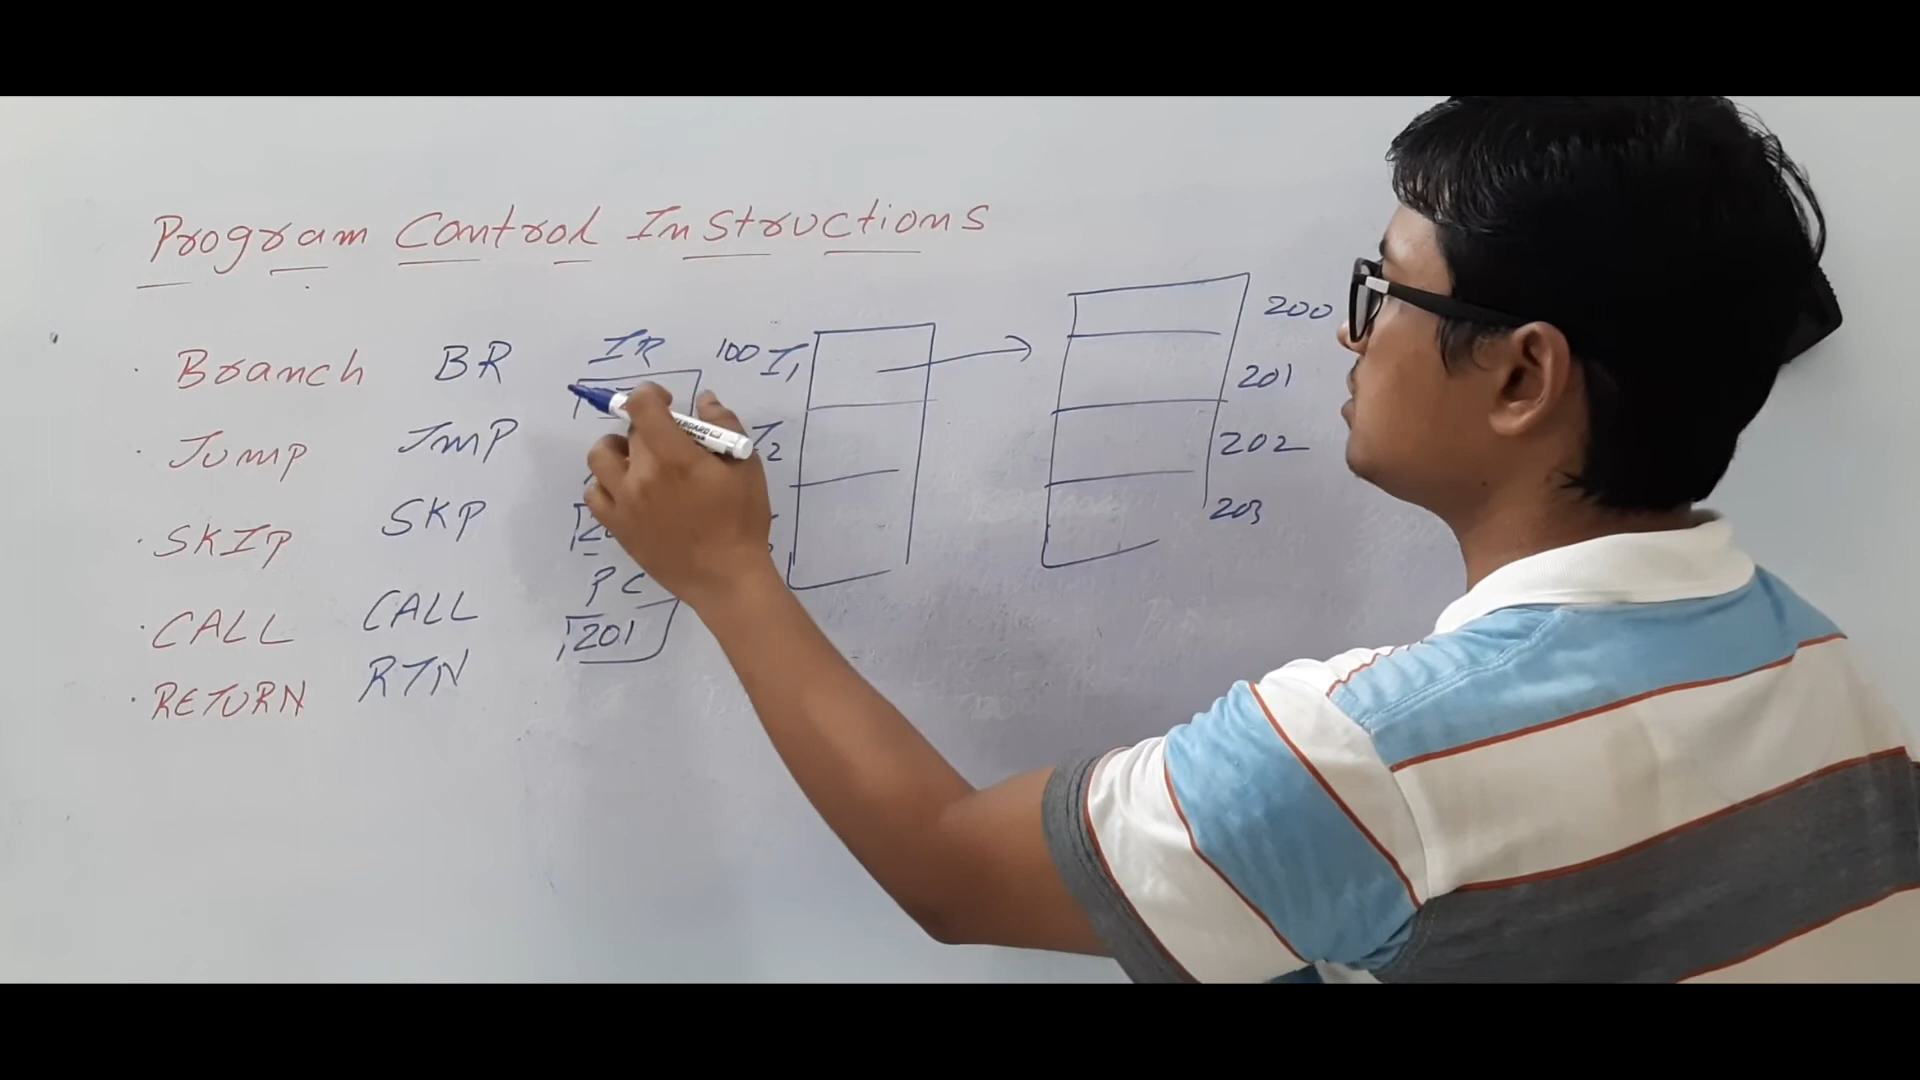 Program Control Instructions
· Branch BR
· Jump JMP
· SKIP SKP
· CALL CALL
· RETURN RTN
IR
PC
201
100 I1
I2
200
201
202
203